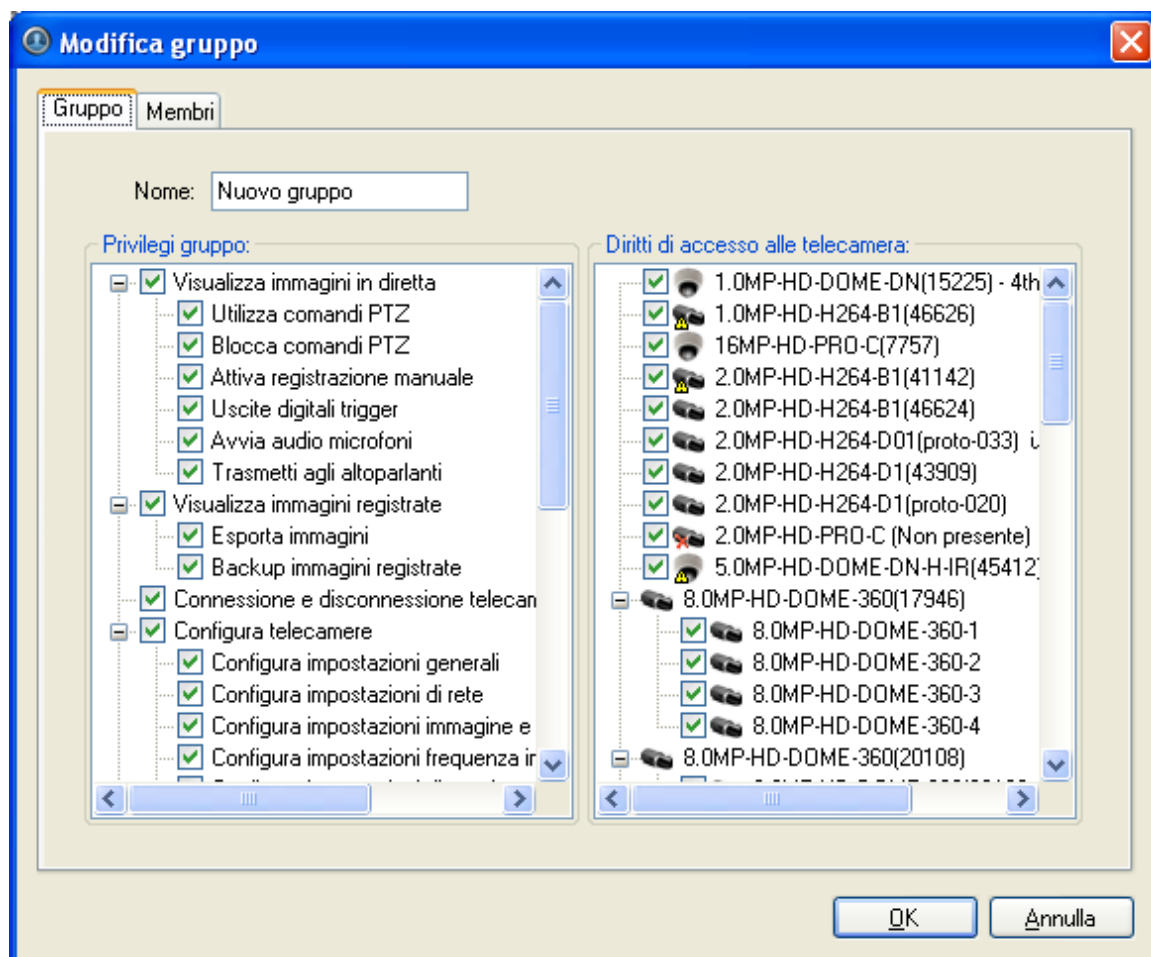 Modifica gruppo
Gruppo
Membri
Nome: Nuovo gruppo
Privilegi gruppo:
Visualizza immagini in diretta
Utilizza comandi PTZ
Blocca comandi PTZ
Attiva registrazione manuale
Uscite digitali trigger
Avvia audio microfoni
Trasmetti agli altoparlanti
Visualizza immagini registrate
Esporta immagini
Backup immagini registrate
Connessione e disconnessione
Configura telecamere
Configura impostazioni generali
Configura impostazioni di rete
Configura impostazioni immagine e
Configura impostazioni frequenza
Diritti di accesso alle telecamera:
1.0MP-HD-DOME-DN(15225) - 4th
1.0MP-HD-H264-B1(46626)
16MP-HD-PRO-C(7757)
2.0MP-HD-H264-B1(41142)
2.0MP-HD-H264-B1(46624)
2.0MP-HD-H264-D01(proto-033)
2.0MP-HD-H264-D1(43909)
2.0MP-HD-H264-D1(proto-020)
2.0MP-HD-PRO-C (Non presente)
5.0MP-HD-DOME-DN-H-IR(45412)
8.0MP-HD-DOME-360(17946)
8.0MP-HD-DOME-360-1
8.0MP-HD-DOME-360-2
8.0MP-HD-DOME-360-3
8.0MP-HD-DOME-360-4
8.0MP-HD-DOME-360(20108)
OK
Annulla